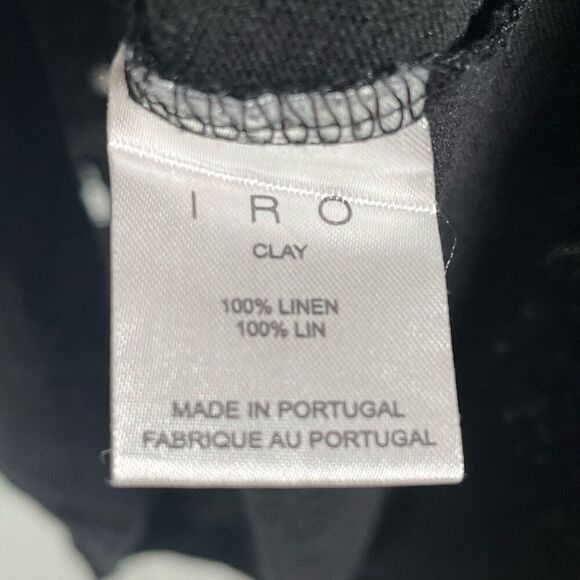 IRO
CLAY
100% LINEN
100% LIN
MADE IN PORTUGAL
FABRIQUE AU PORTUGAL